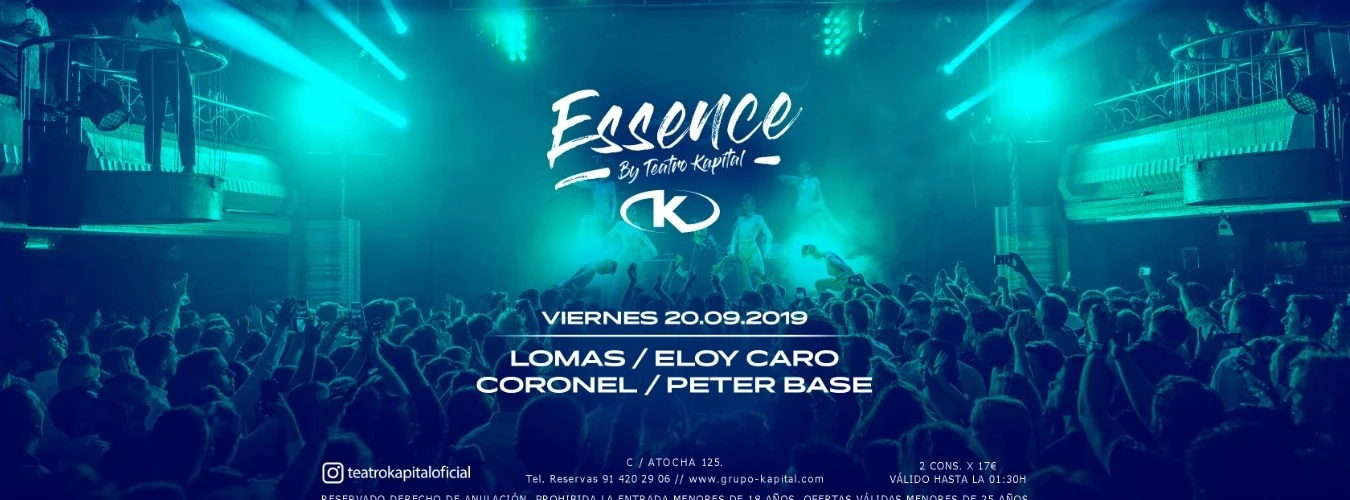 Essence
By Teatro Kapital
K
VIERNES 20.09.2019
LOMAS / ELOY CARO
CORONEL / PETER BASE
teatrokapitaloficial
C / ATOCHA 125.
Tel. Reservas 91 420 29 06 // www.grupo-kapital.com
2 CONS. X 17€
VÁLIDO HASTA LA 01:30H
RESERVADO DERECHO DE ANULACIÓN. PROHIBIDA LA ENTRADA MENORES DE 18 AÑOS. OFERTAS VÁLIDAS MENORES DE 25 AÑOS.